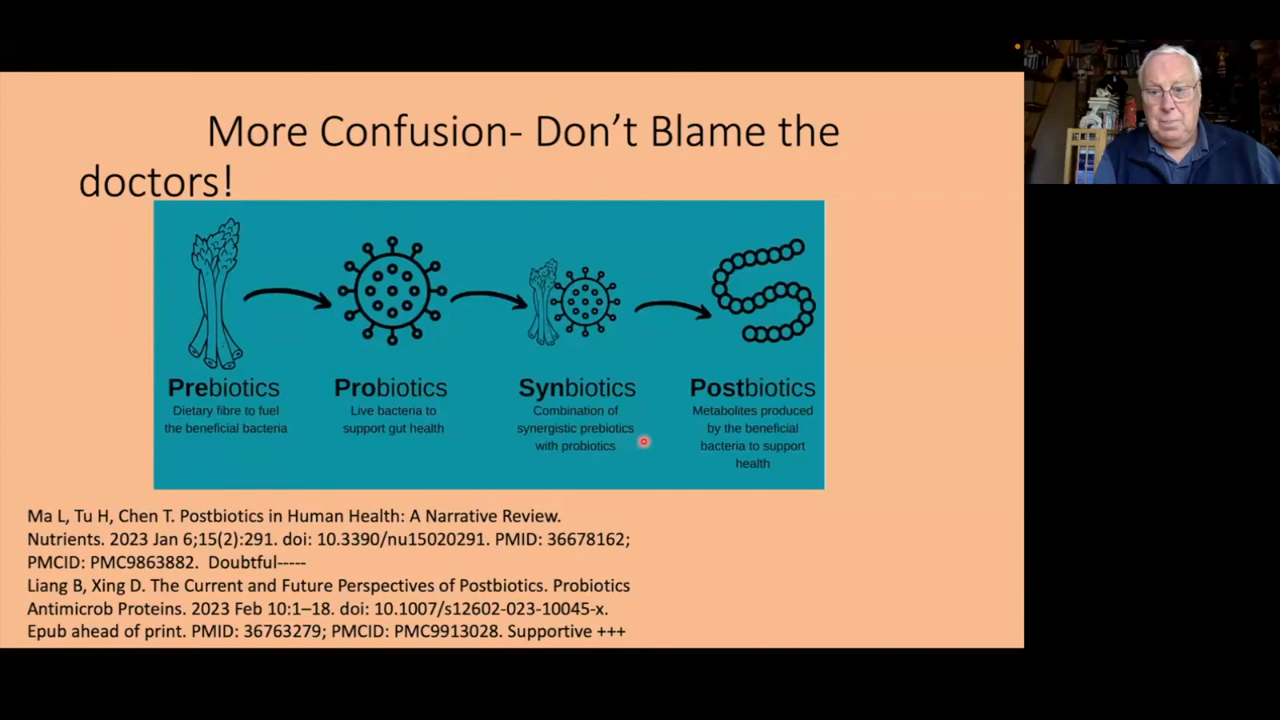 More Confusion- Don’t Blame the
doctors!
Prebiotics
Dietary fibre to fuel
the beneficial bacteria
Probiotics
Live bacteria to
support gut health
Synbiotics
Combination of
synergistic prebiotics
with probiotics
Postbiotics
Metabolites produced
by the beneficial
bacteria to support
health
Ma L, Tu H, Chen T. Postbiotics in Human Health: A Narrative Review.
Nutrients. 2023 Jan 6;15(2):291. doi: 10.3390/nu15020291. PMID: 36678162;
PMCID: PMC9863882.  Doubtful-----
Liang B, Xing D. The Current and Future Perspectives of Postbiotics. Probiotics
Antimicrob Proteins. 2023 Feb 10:1–18. doi: 10.1007/s12602-023-10045-x.
Epub ahead of print. PMID: 36763279; PMCID: PMC9913028. Supportive +++